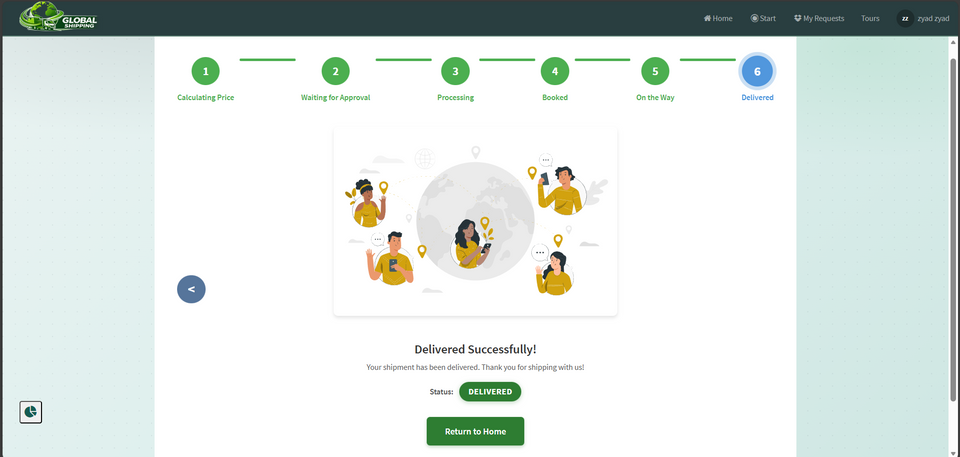 GLOBAL
SHIPPING
Home
Start
My Requests
Tours
zz
zyad zyad
1
2
3
4
5
6
Calculating Price
Waiting for Approval
Processing
Booked
On the Way
Delivered
<
Delivered Successfully!
Your shipment has been delivered. Thank you for shipping with us!
Status: DELIVERED
Return to Home